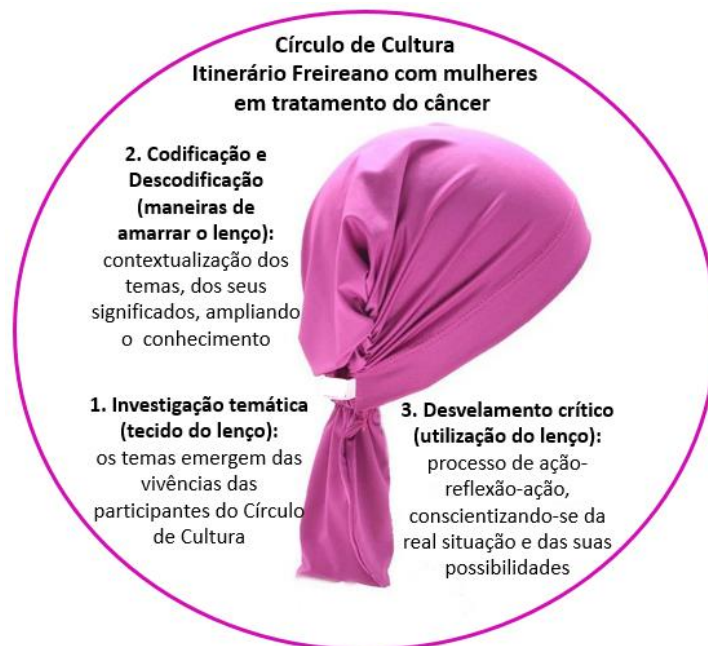 Círculo de Cultura
Itinerário Freireano com mulheres
em tratamento do câncer
2. Codificação e
Descodificação
(maneiras de
amarrar o lenço):
contextualização dos
temas, dos seus
significados, ampliando
o conhecimento
1. Investigação temática
(tecido do lenço):
os temas emergem das
vivências das
participantes do Círculo
de Cultura
3. Desvelamento crítico
(utilização do lenço):
processo de ação-
reflexão-ação,
conscientizando-se da
real situação e das suas
possibilidades